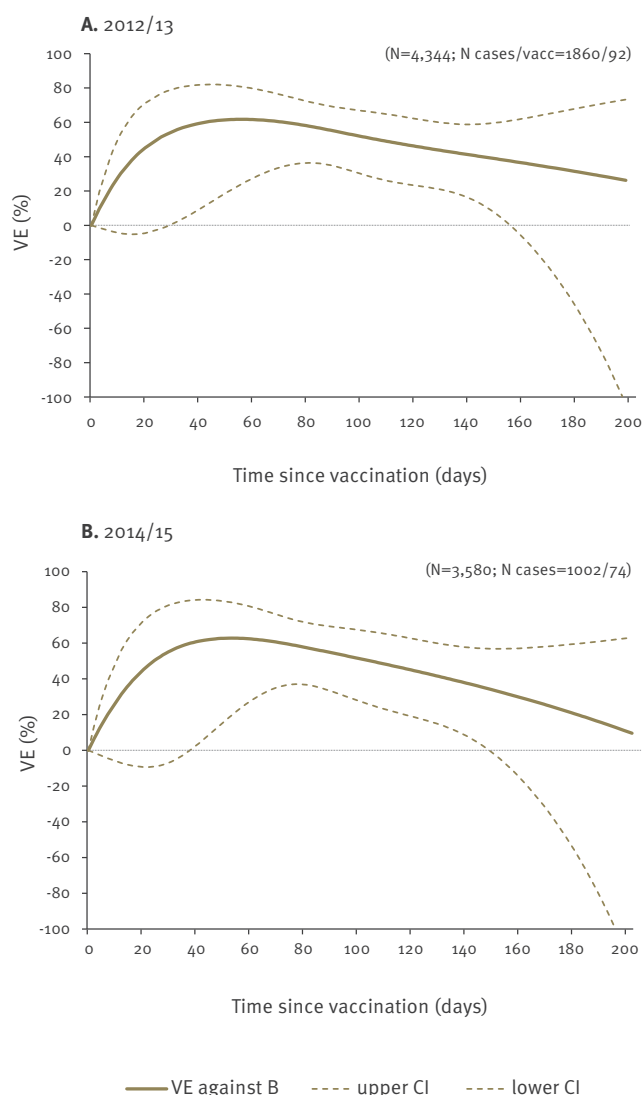 A. 2012/13
(N=4,344; N cases/vacc=1860/92)
100
80
60
40
20
0
-20
-40
-60
-80
-100
VE (%)
0 20 40 60 80 100 120 140 160 180 200
Time since vaccination (days)
B. 2014/15
(N=3,580; N cases=1002/74)
100
80
60
40
20
0
-20
-40
-60
-80
-100
VE (%)
0 20 40 60 80 100 120 140 160 180 200
Time since vaccination (days)
VE against B upper CI lower CI